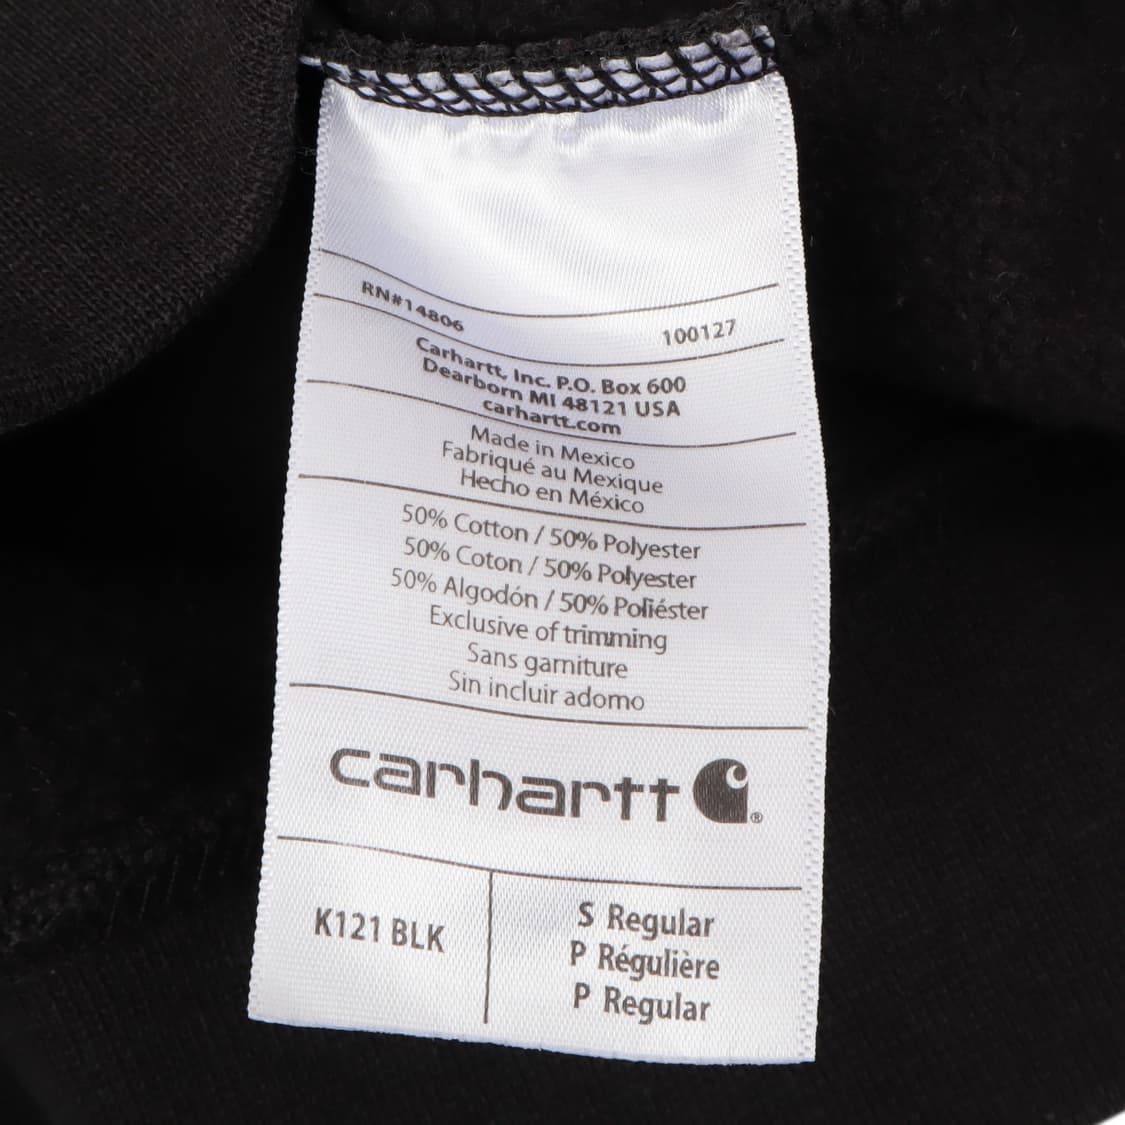 RN#14806 100127
Carhartt, Inc. P.O. Box 600
Dearborn MI 48121 USA
carhartt.com
Made in Mexico
Fabriqué au Mexique
Hecho en México
50% Cotton / 50% Polyester
50% Coton / 50% Polyester
50% Algodón / 50% Poliéster
Exclusive of trimming
Sans garniture
Sin incluir adorno
carhartt ®
K121 BLK
S Regular
P Régulière
P Regular